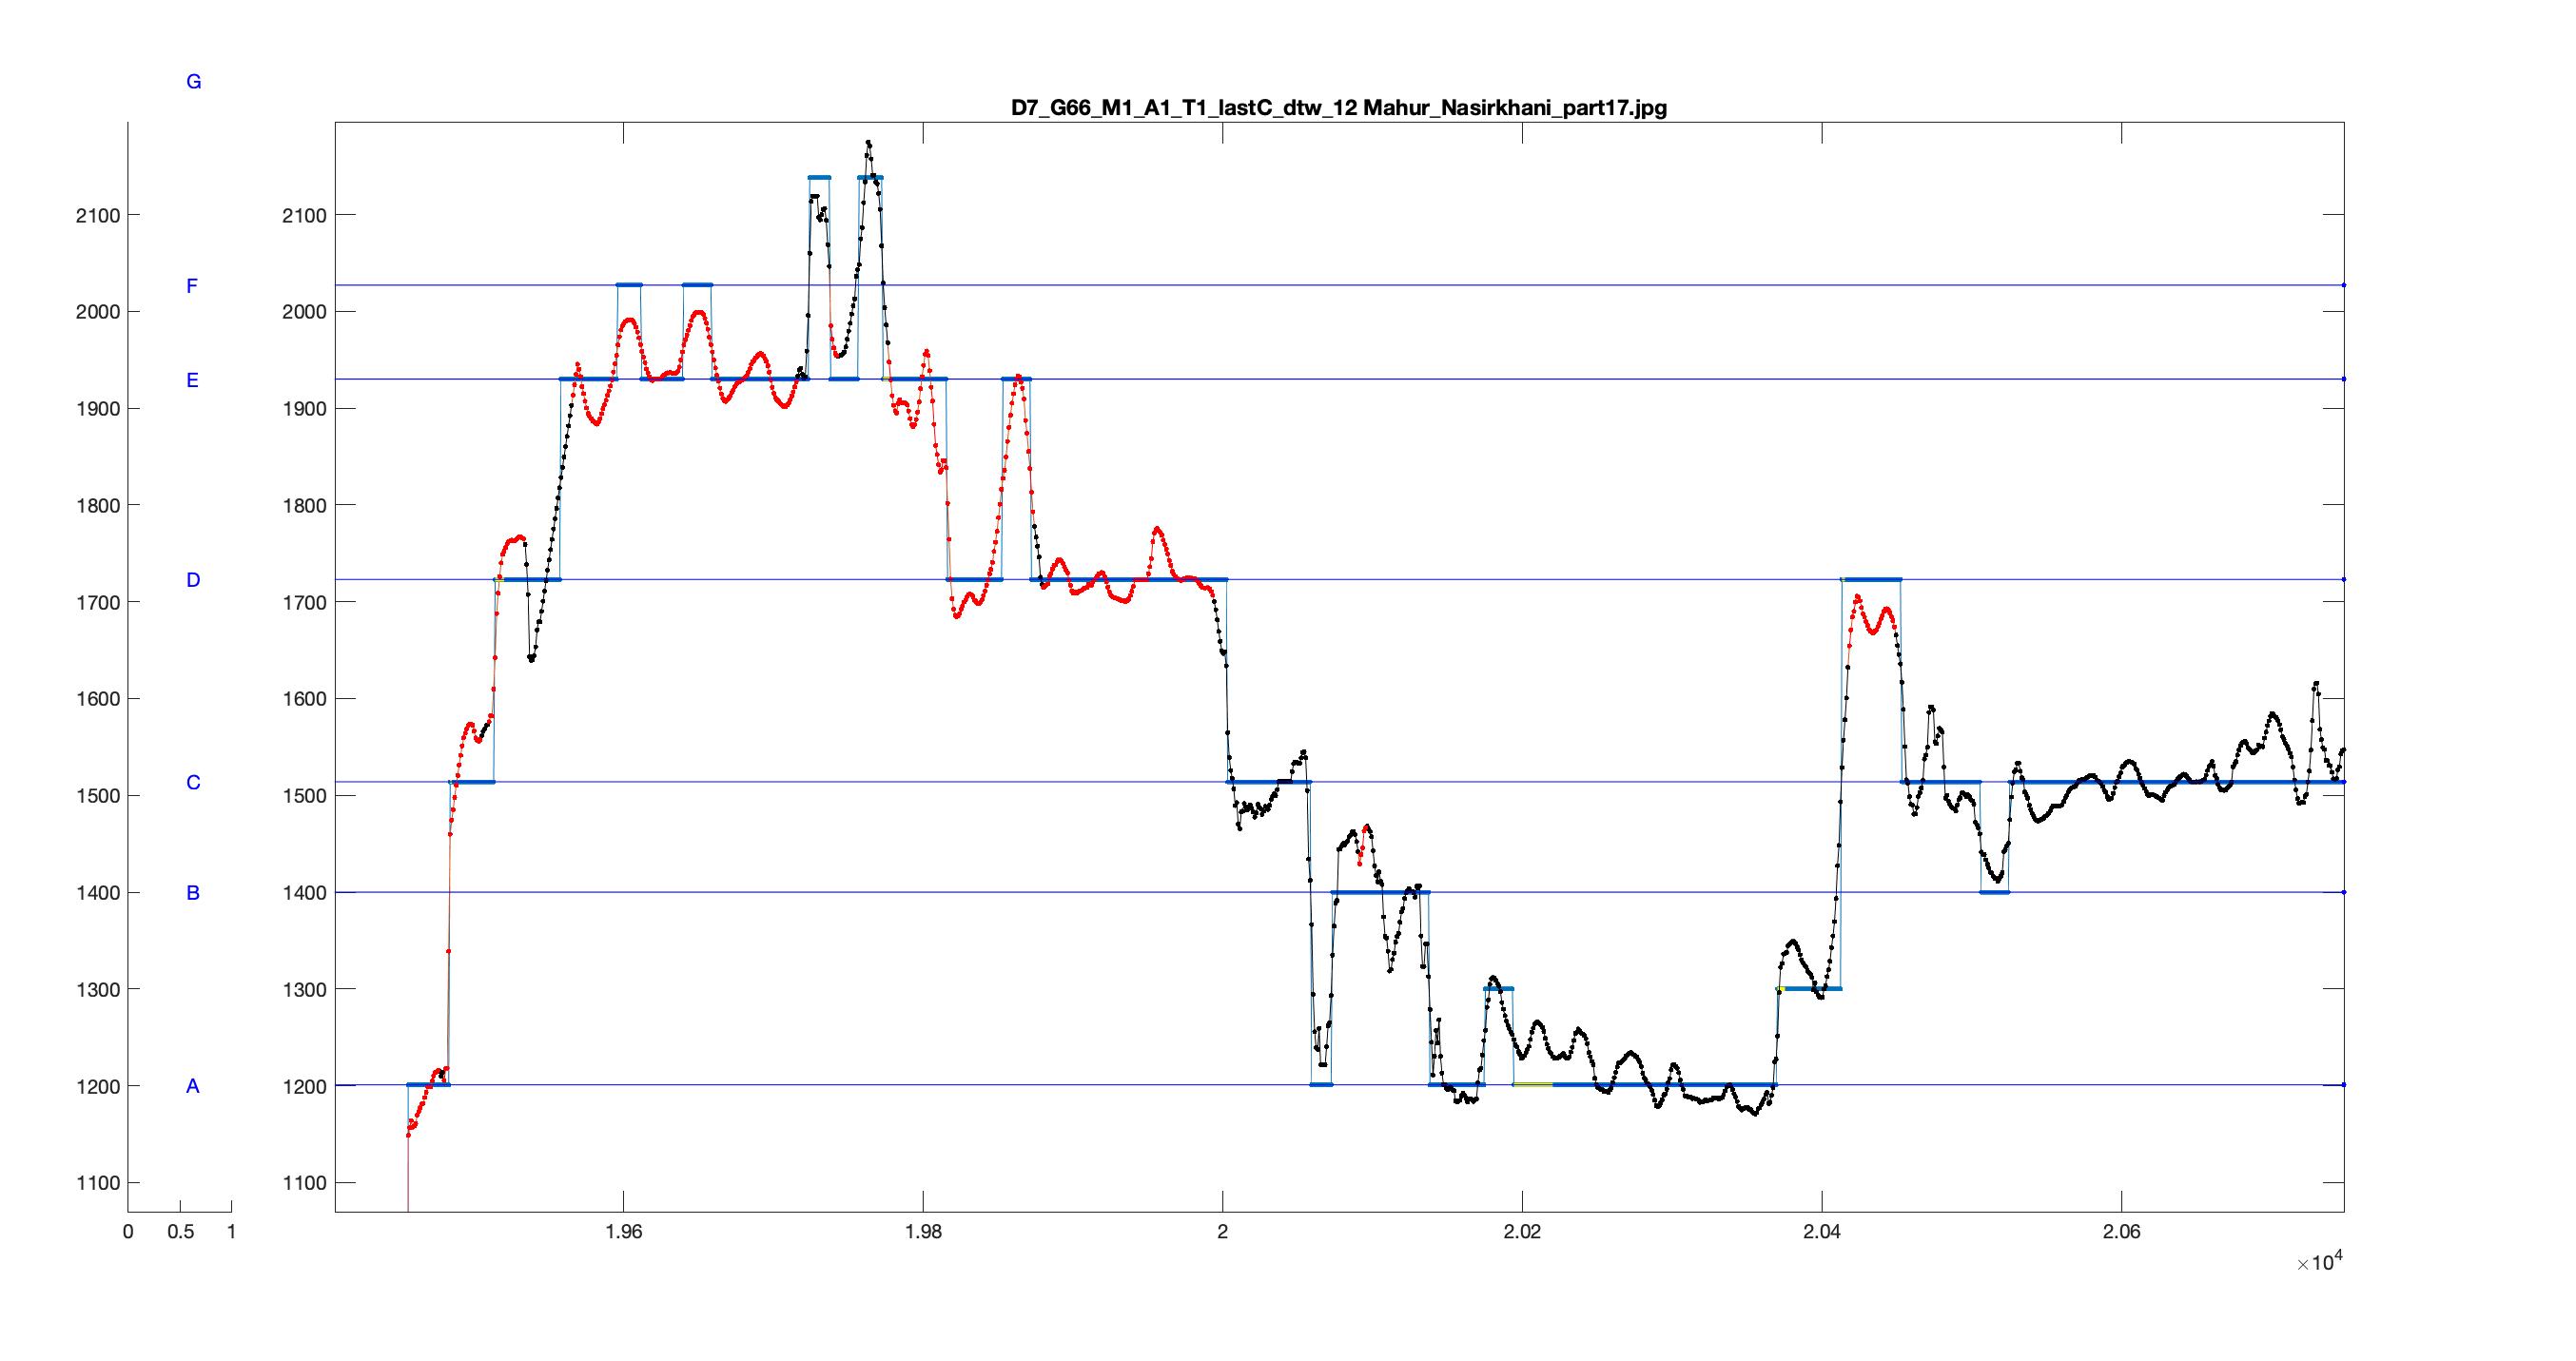 G
D7_G66_M1_A1_T1_lastC_dtw_12 Mahur_Nasirkhani_part17.jpg
2100 2100
F
2000 2000
E
1900 1900
1800 1800
D
1700 1700
1600 1600
C
1500 1500
1400 B 1400
1300 1300
1200 A 1200
1100 1100
0 0.5 1 1.96 1.98 2 2.02 2.04 2.06
×10^4